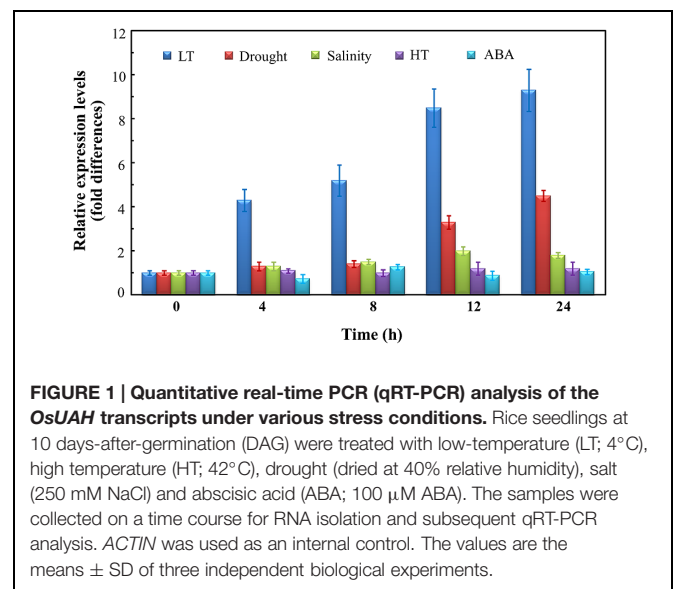 12
LT Drought Salinity HT ABA
10
8
6
4
2
0
Relative expression levels
(fold differences)
0 4 8 12 24
Time (h)
FIGURE 1 | Quantitative real-time PCR (qRT-PCR) analysis of the
OsUAH transcripts under various stress conditions. Rice seedlings at
10 days-after-germination (DAG) were treated with low-temperature (LT; 4°C),
high temperature (HT; 42°C), drought (dried at 40% relative humidity), salt
(250 mM NaCl) and abscisic acid (ABA; 100 μM ABA). The samples were
collected on a time course for RNA isolation and subsequent qRT-PCR
analysis. ACTIN was used as an internal control. The values are the
means ± SD of three independent biological experiments.